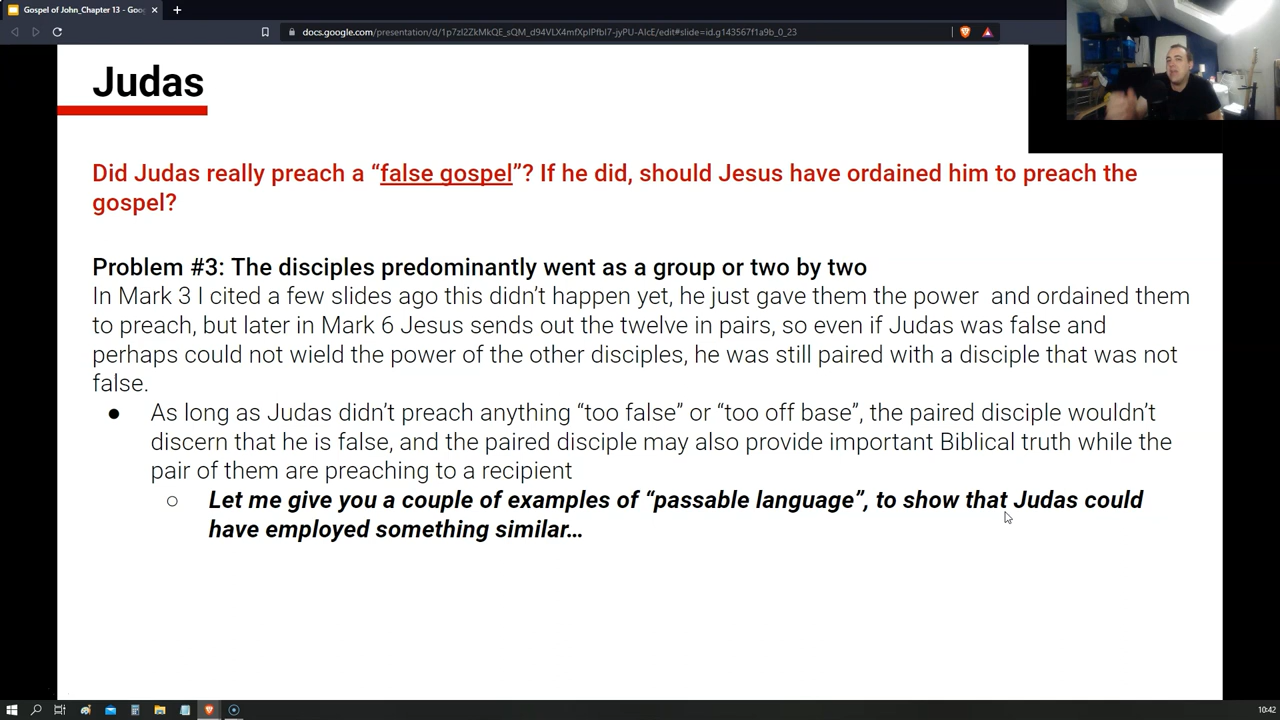 Gospel of John_Chapter 13 - Goo
docs.google.com/presentation/d/1p7zI2ZkMkQE_sQM_d94VLX4mfXpIPfbI7-jyPU-AIcE/edit#slide=id.g143567f1a9b_0_23
Judas
Did Judas really preach a “false gospel”? If he did, should Jesus have ordained him to preach the
gospel?
Problem #3: The disciples predominantly went as a group or two by two
In Mark 3 I cited a few slides ago this didn’t happen yet, he just gave them the power  and ordained them
to preach, but later in Mark 6 Jesus sends out the twelve in pairs, so even if Judas was false and
perhaps could not wield the power of the other disciples, he was still paired with a disciple that was not
false.
● As long as Judas didn’t preach anything “too false” or “too off base”, the paired disciple wouldn’t
discern that he is false, and the paired disciple may also provide important Biblical truth while the
pair of them are preaching to a recipient
○ Let me give you a couple of examples of “passable language”, to show that Judas could
have employed something similar…
10:42